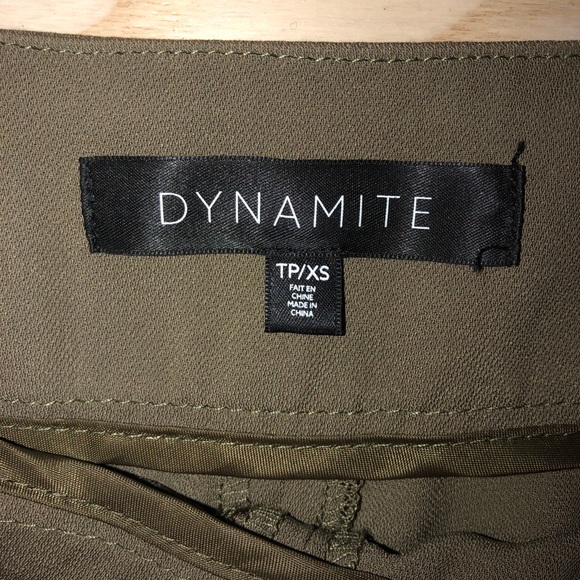 DYNAMITE
TP/XS
FAIT EN
CHINE
MADE IN
CHINA